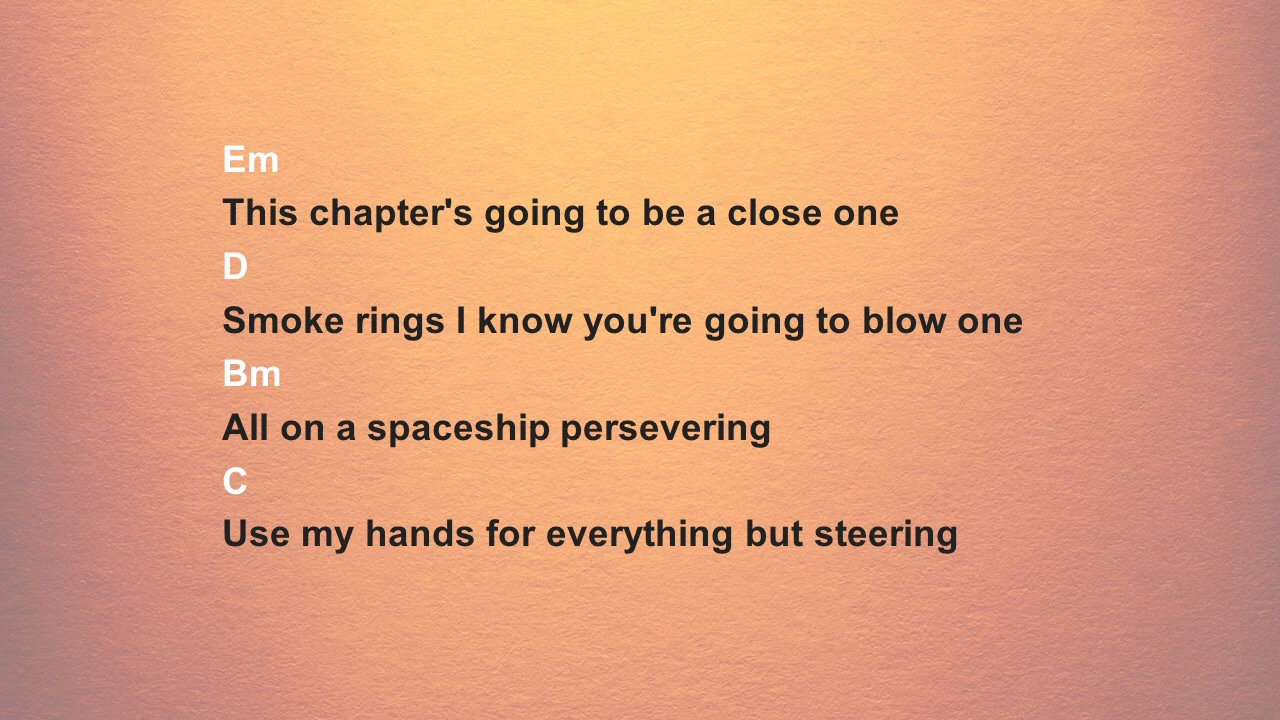 Em
This chapter's going to be a close one
D
Smoke rings I know you're going to blow one
Bm
All on a spaceship persevering
C
Use my hands for everything but steering